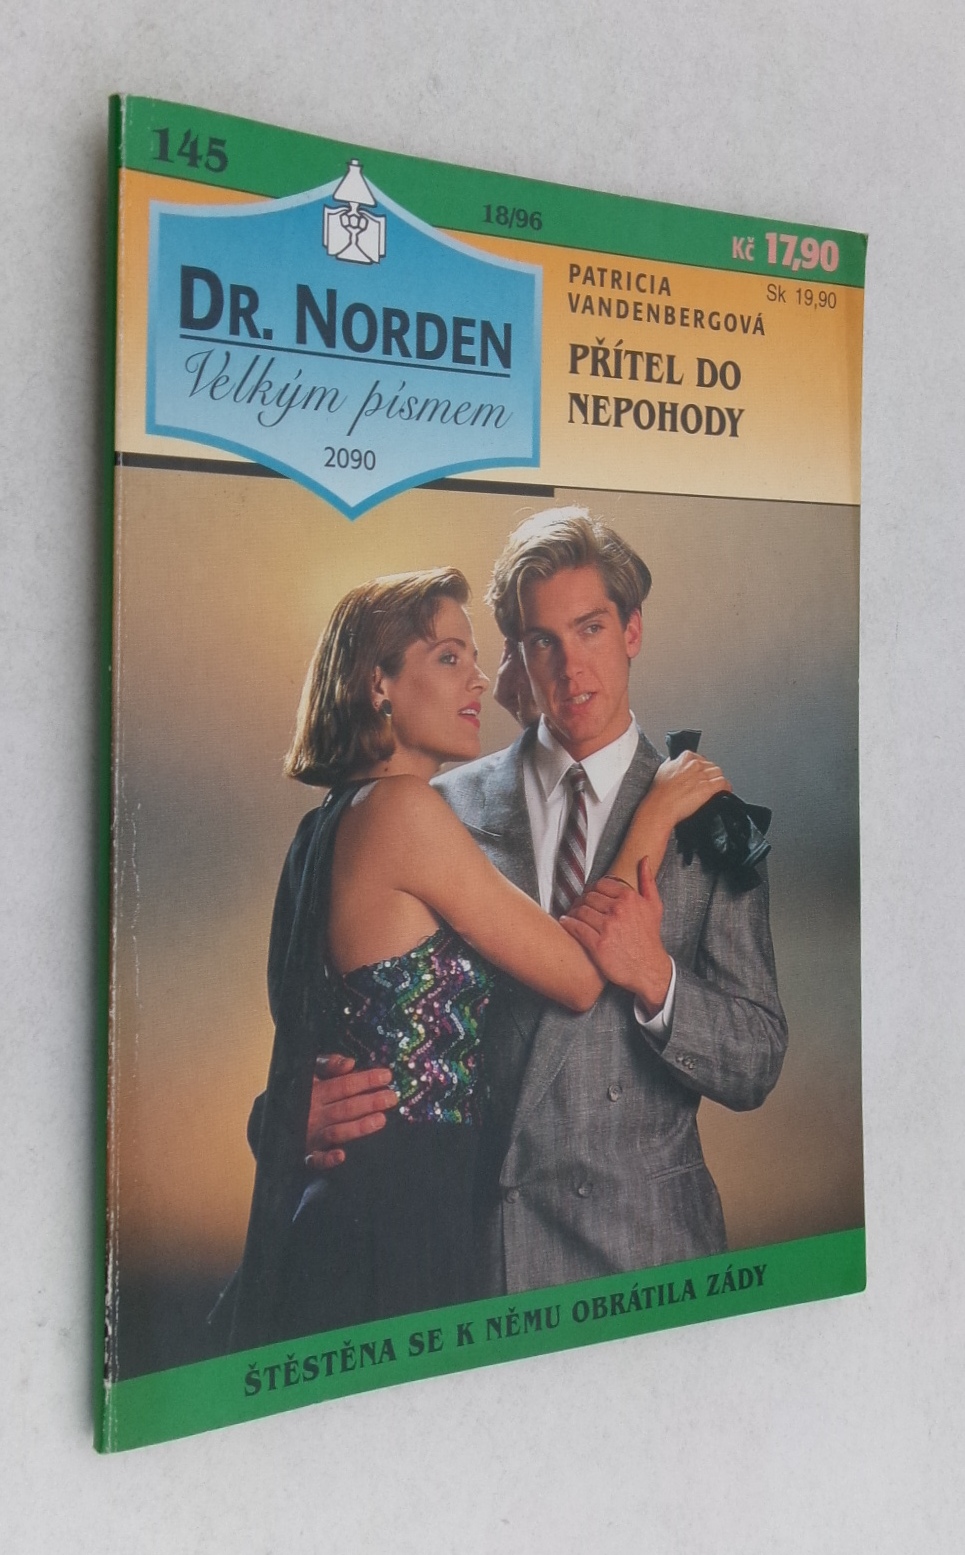 145
18/96
Kč 17,90
Sk 19,90
DR. NORDEN
Velkým písmem
2090
PATRICIA
VANDENBERGOVÁ
PŘÍTEL DO
NEPOHODY
ŠTĚSTĚNA SE K NĚMU OBRÁTILA ZÁDY